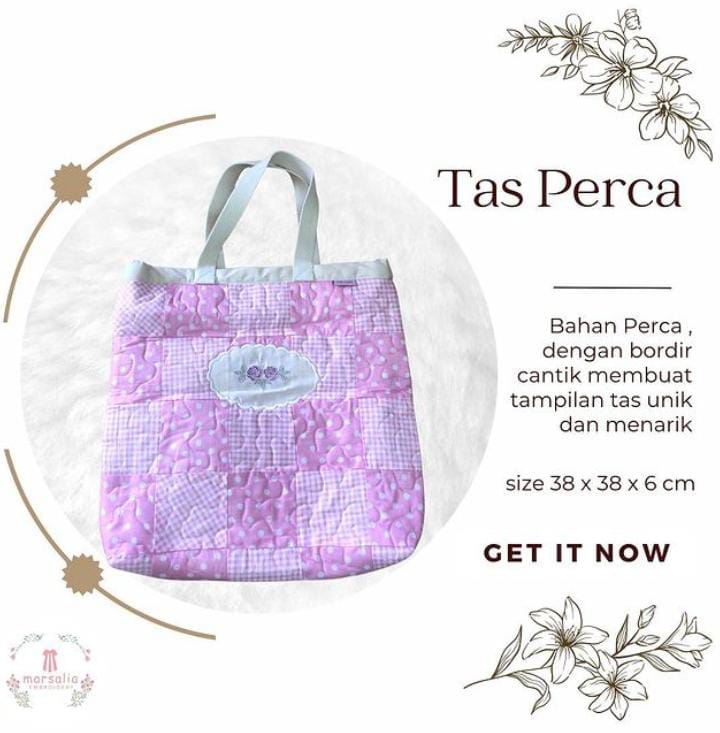 Tas Perca
Bahan Perca ,
dengan bordir
cantik membuat
tampilan tas unik
dan menarik
size 38 x 38 x 6 cm
GET IT NOW
marsalia
EMBROIDERY